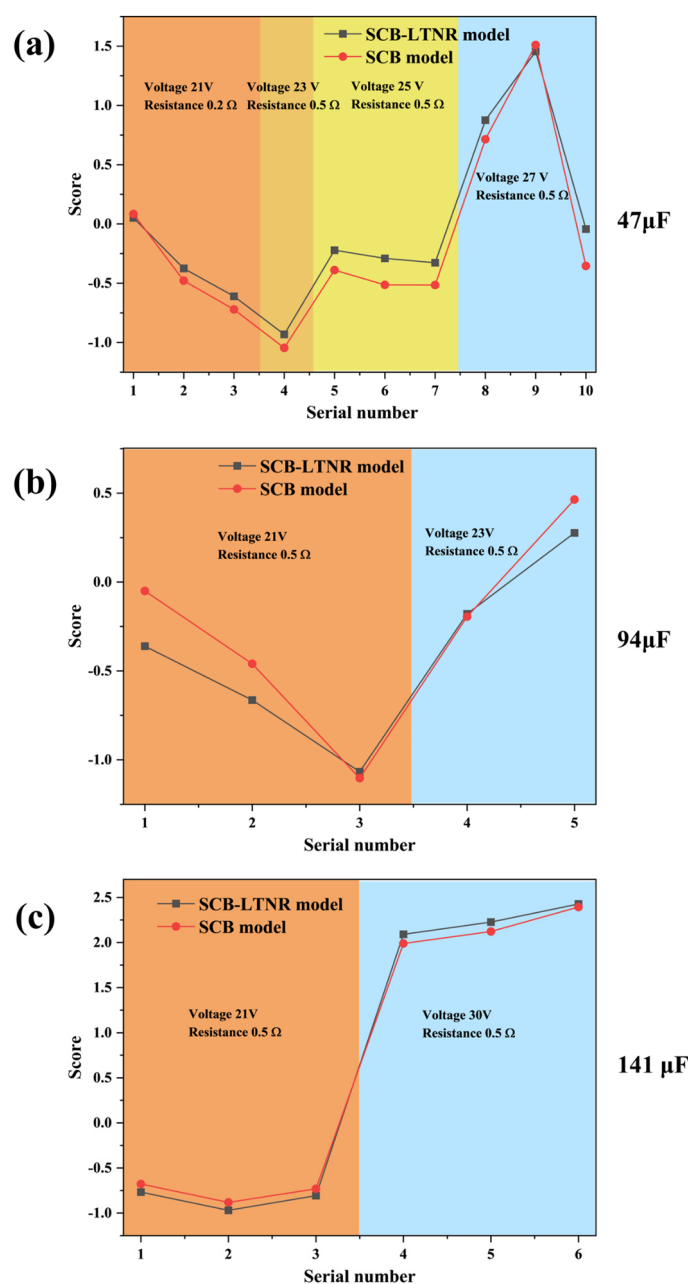 (a)
SCB-LTNR model
SCB model
Voltage 21V
Resistance 0.2 Ω
Voltage 23 V
Resistance 0.5 Ω
Voltage 25 V
Resistance 0.5 Ω
Voltage 27 V
Resistance 0.5 Ω
1.5
1.0
0.5
0.0
-0.5
-1.0
Score
1 2 3 4 5 6 7 8 9 10
Serial number
47μF
(b)
SCB-LTNR model
SCB model
Voltage 21V
Resistance 0.5 Ω
Voltage 23V
Resistance 0.5 Ω
0.5
0.0
-0.5
-1.0
Score
1 2 3 4 5
Serial number
94μF
(c)
SCB-LTNR model
SCB model
Voltage 21V
Resistance 0.5 Ω
Voltage 30V
Resistance 0.5 Ω
2.5
2.0
1.5
1.0
0.5
0.0
-0.5
-1.0
Score
1 2 3 4 5 6
Serial number
141 μF